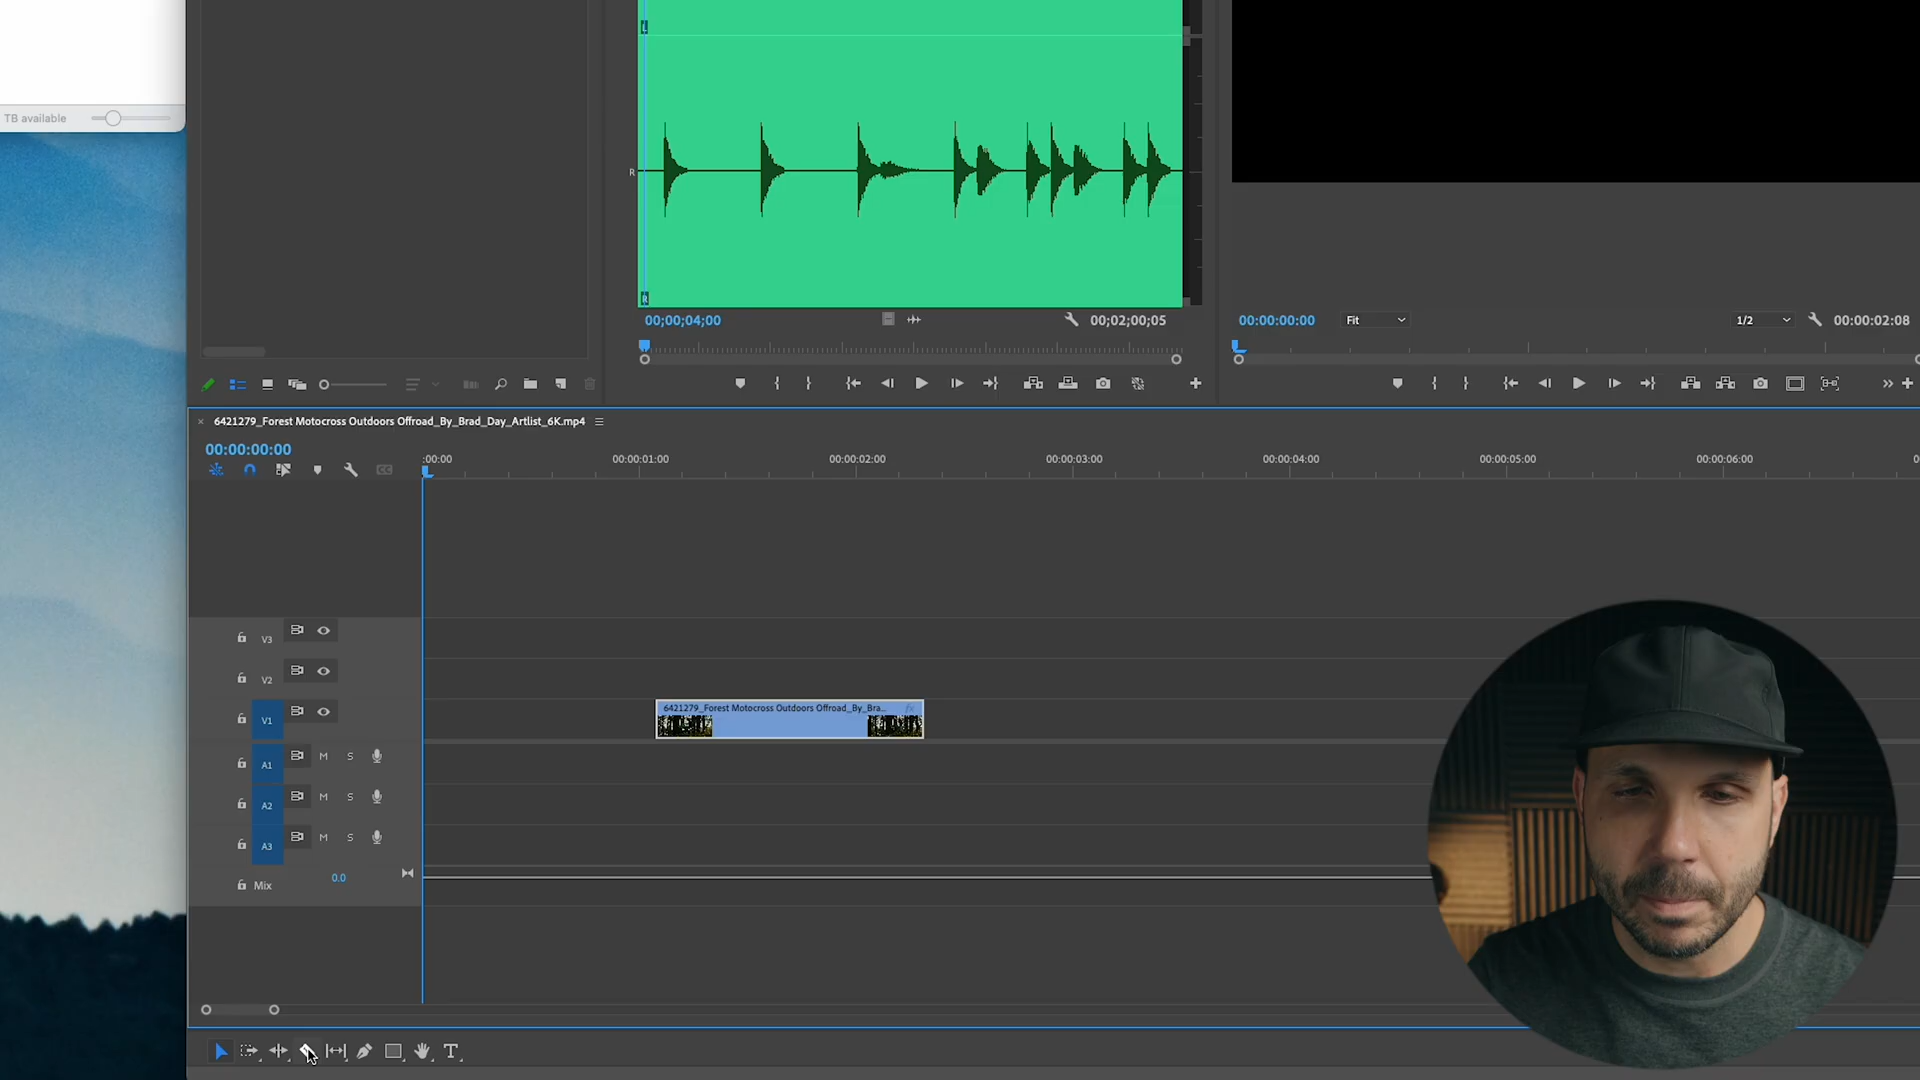 L
TB available
R
R
00;00;04;00
00;02;00;05
00:00:00:00
Fit
1/2
00:00:02:08
6421279_Forest Motocross Outdoors Offroad_By_Brad_Day_Artlist_6K.mp4
00:00:00:00
:00:00
00:00:01:00
00:00:02:00
00:00:03:00
00:00:04:00
00:00:05:00
00:00:06:00
CC
V3
V2
V1
6421279_Forest Motocross Outdoors Offroad_By_Bra... fx
A1 M S
A2 M S
A3 M S
Mix 0.0
T